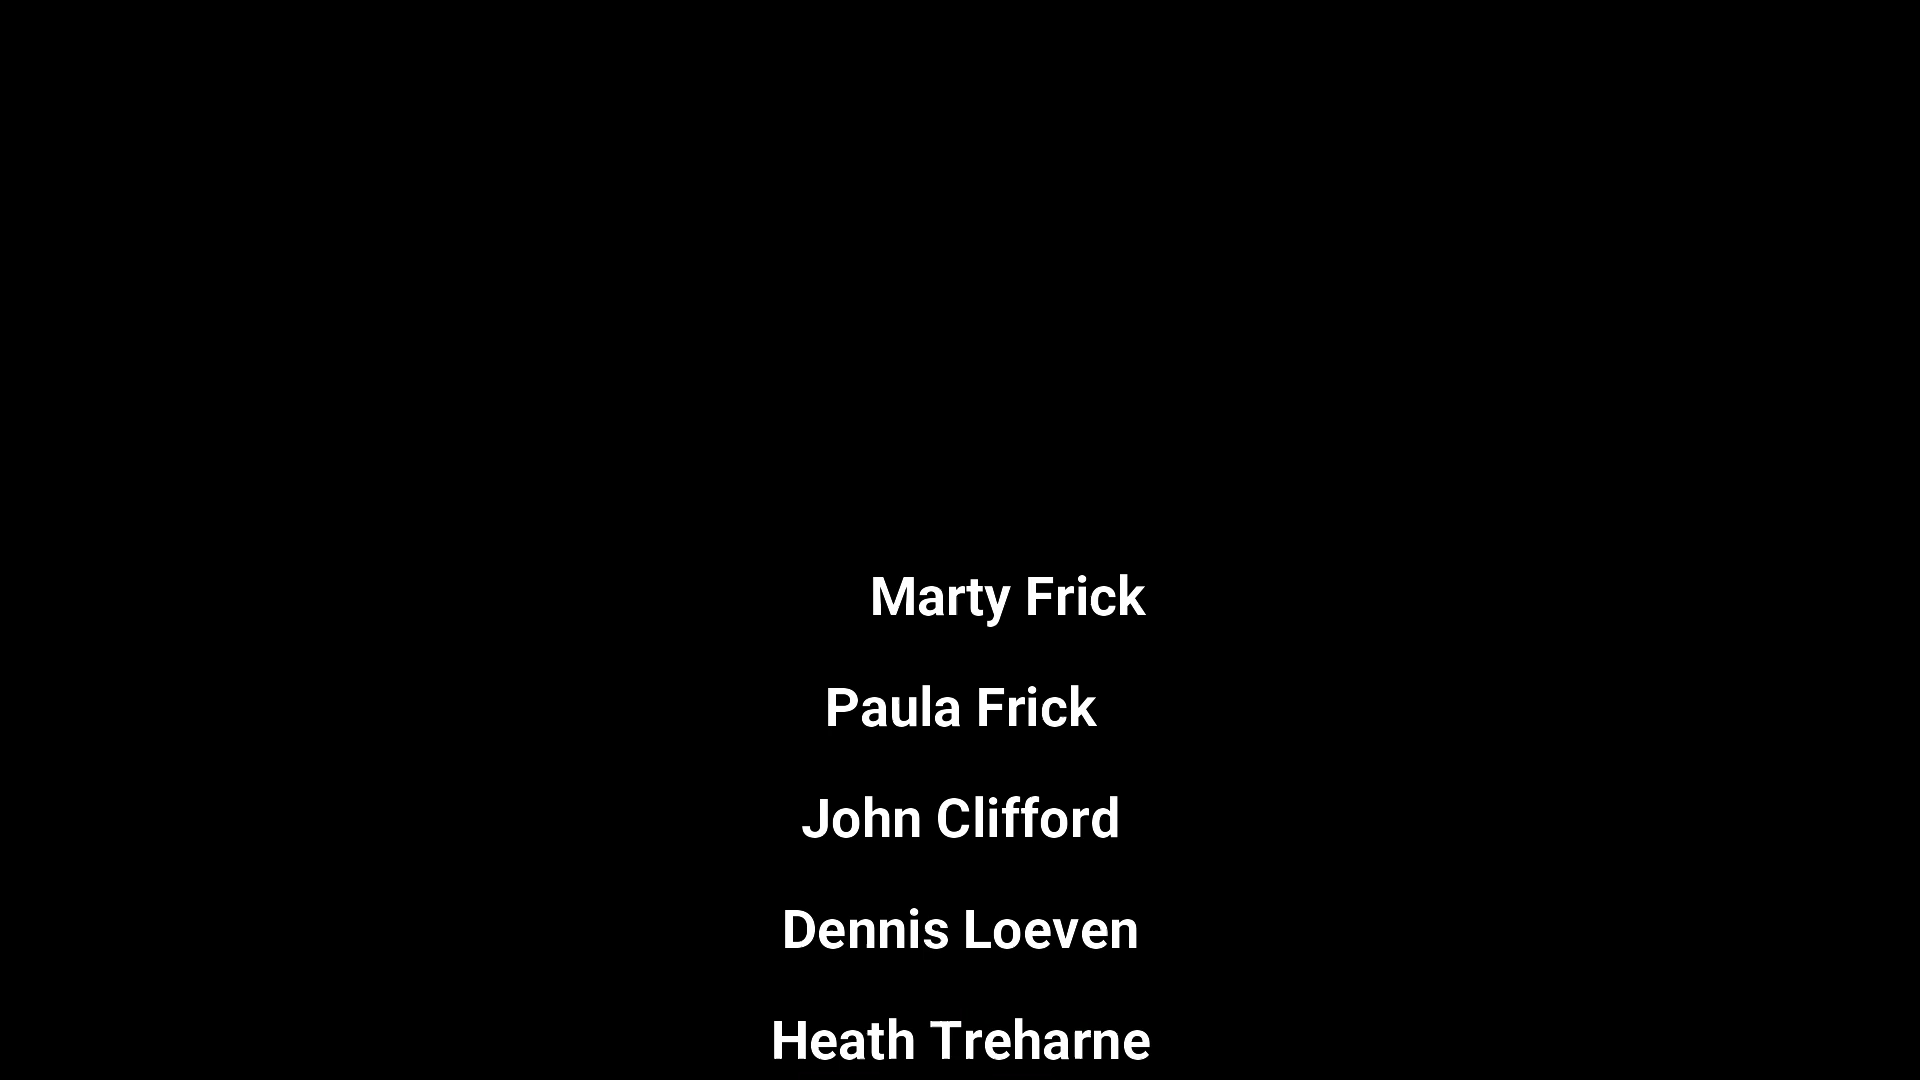 Marty Frick
Paula Frick
John Clifford
Dennis Loeven
Heath Treharne